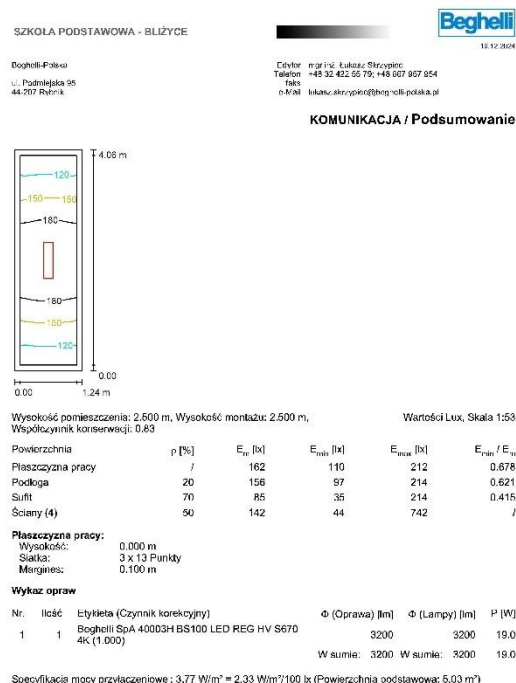 SZKOŁA PODSTAWOWA - BLIŻYCE
Beghelli
19.12.2024
Beghelli-Polska
ul. Podmiejska 95
44-207 Rybnik
Edytor mgr inż. Łukasz Skrzypiec
Telefon +48 32 422 55 79; +48 607 957 954
faks
e-Mail lukasz.skrzypiec@beghelli-polska.pl
KOMUNIKACJA / Podsumowanie
4.06 m
120
150 150
180
180
150
120
0.00
0.00 1.24 m
Wysokość pomieszczenia: 2.500 m, Wysokość montażu: 2.500 m, Współczynnik konserwacji: 0.83
Wartości Lux, Skala 1:53
Powierzchnia ρ [%] Em [lx] Emin [lx] Emax [lx] Emin / Em
Płaszczyzna pracy / 162 110 212 0.678
Podłoga 20 156 97 214 0.621
Sufit 70 85 35 214 0.415
Ściany (4) 50 142 44 742 /
Płaszczyzna pracy:
Wysokość: 0.000 m
Siatka: 3 x 13 Punkty
Margines: 0.100 m
Wykaz opraw
Nr. Ilość Etykieta (Czynnik korekcyjny) Φ (Oprawa) [lm] Φ (Lampy) [lm] P [W]
1 1 Beghelli SpA 40003H BS100 LED REG HV S670 4K (1.000) 3200 3200 19.0
W sumie: 3200 W sumie: 3200 19.0
Specyfikacja mocy przyłączeniowe : 3.77 W/m² = 2.33 W/m²/100 lx (Powierzchnia podstawowa: 5.03 m²)